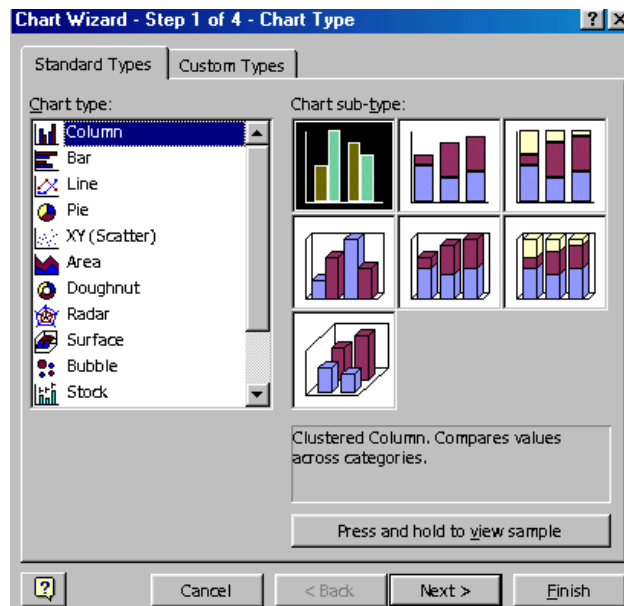 Chart Wizard - Step 1 of 4 - Chart Type
Standard Types
Custom Types
Chart type:
Column
Bar
Line
Pie
XY (Scatter)
Area
Doughnut
Radar
Surface
Bubble
Stock
Chart sub-type:
Clustered Column. Compares values
across categories.
Press and hold to view sample
Cancel
< Back
Next >
Finish